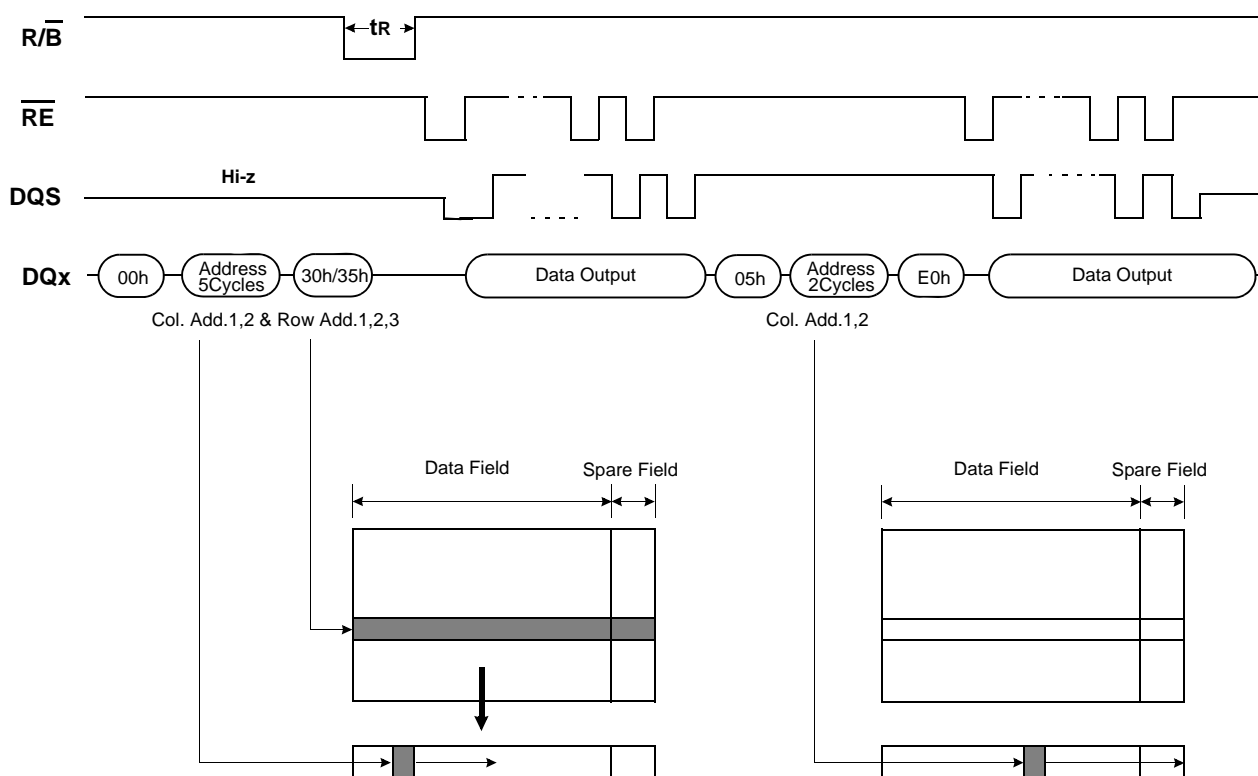 R/B
tR
RE
Hi-z
DQS
DQx
00h
Address
5Cycles
30h/35h
Data Output
05h
Address
2Cycles
E0h
Data Output
Col. Add.1,2 & Row Add.1,2,3
Col. Add.1,2
Data Field
Spare Field
Data Field
Spare Field